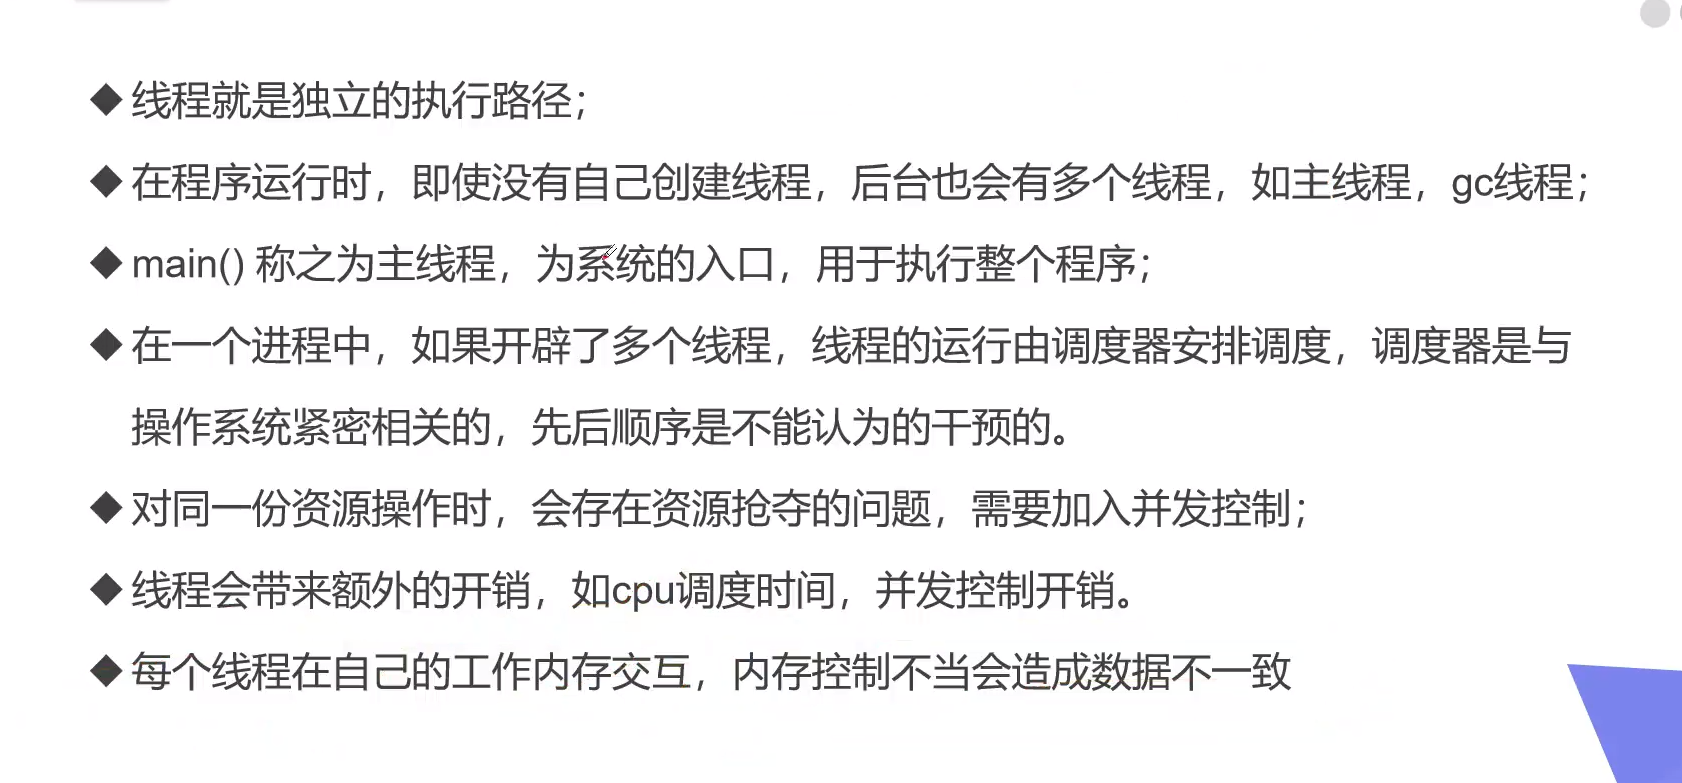 ◆ 线程就是独立的执行路径；
◆ 在程序运行时，即使没有自己创建线程，后台也会有多个线程，如主线程，gc线程；
◆ main() 称之为主线程，为系统的入口，用于执行整个程序；
◆ 在一个进程中，如果开辟了多个线程，线程的运行由调度器安排调度，调度器是与
操作系统紧密相关的，先后顺序是不能认为的干预的。
◆ 对同一份资源操作时，会存在资源抢夺的问题，需要加入并发控制；
◆ 线程会带来额外的开销，如cpu调度时间，并发控制开销。
◆ 每个线程在自己的工作内存交互，内存控制不当会造成数据不一致